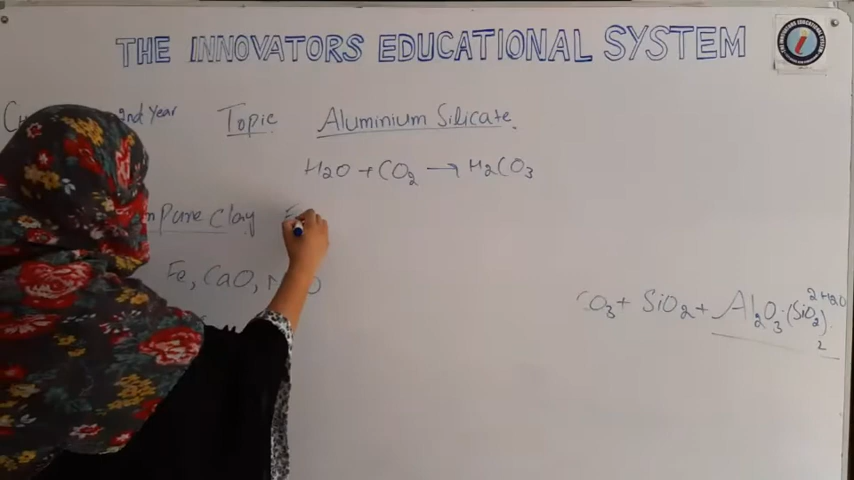 THE INNOVATORS EDUCATIONAL SYSTEM
2nd Year Topic Aluminium Silicate.
H2O + CO2 → H2CO3
Pure Clay
Fe, CaO,
CO3 + SiO2 + Al2O3.(SiO2)2.2H2O